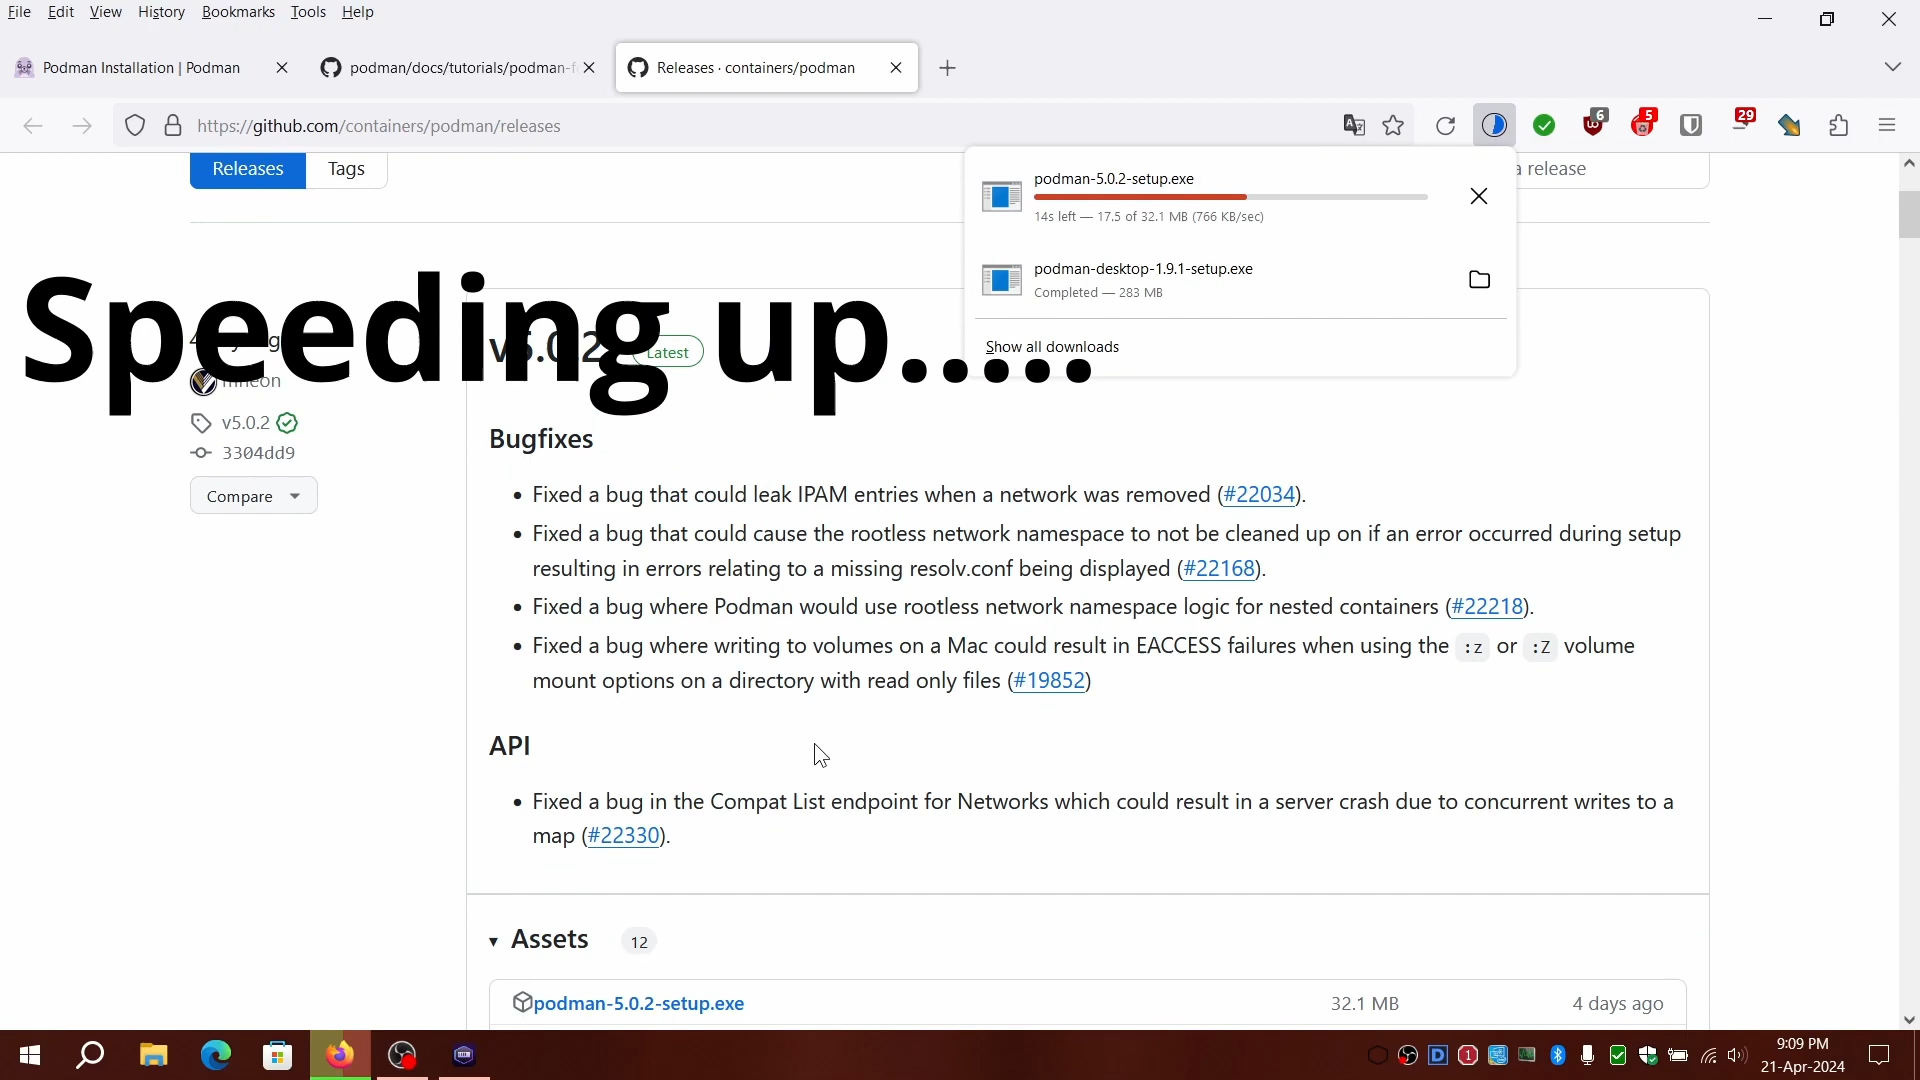 File Edit View History Bookmarks Tools Help
Podman Installation | Podman
podman/docs/tutorials/podman-f
Releases · containers/podman
https://github.com/containers/podman/releases
6
5
29
Releases
Tags
a release
podman-5.0.2-setup.exe
14s left — 17.5 of 32.1 MB (766 KB/sec)
podman-desktop-1.9.1-setup.exe
Completed — 283 MB
Show all downloads
Speeding up.....
v5.0.2
Latest
v5.0.2
3304dd9
Compare
Bugfixes
• Fixed a bug that could leak IPAM entries when a network was removed (#22034).
• Fixed a bug that could cause the rootless network namespace to not be cleaned up on if an error occurred during setup
resulting in errors relating to a missing resolv.conf being displayed (#22168).
• Fixed a bug where Podman would use rootless network namespace logic for nested containers (#22218).
• Fixed a bug where writing to volumes on a Mac could result in EACCESS failures when using the :z or :Z volume
mount options on a directory with read only files (#19852)
API
• Fixed a bug in the Compat List endpoint for Networks which could result in a server crash due to concurrent writes to a
map (#22330).
Assets 12
podman-5.0.2-setup.exe
32.1 MB
4 days ago
9:09 PM
21-Apr-2024